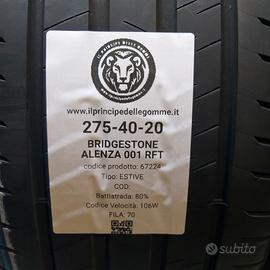 IL PRINCIPE DELLE GOMME
www.ilprincipedellegomme.it
275-40-20
BRIDGESTONE
ALENZA 001 RFT
codice prodotto: 67224
Tipo: ESTIVE
COD:
Battistrada: 80%
Codice Velocità: 106W
FILA: 70
subito